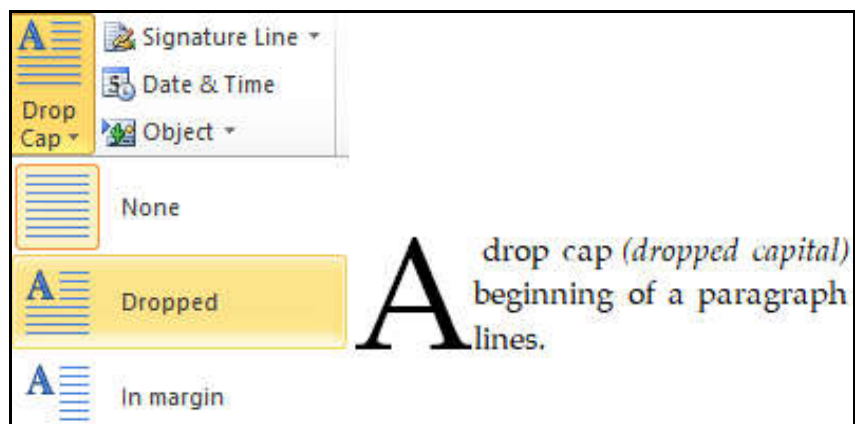 Drop
Cap
Signature Line
Date & Time
Object
None
Dropped
In margin
A drop cap (dropped capital)
beginning of a paragraph
lines.